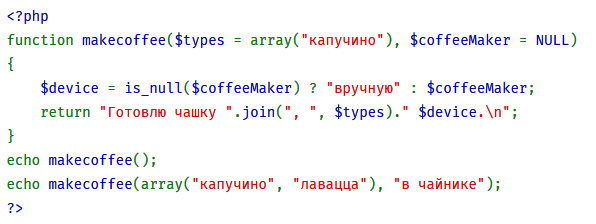 <?php
function makecoffee($types = array("капучино"), $coffeeMaker = NULL)
{
    $device = is_null($coffeeMaker) ? "вручную" : $coffeeMaker;
    return "Готовлю чашку ".join(", ", $types)." $device.\n";
}
echo makecoffee();
echo makecoffee(array("капучино", "лавацца"), "в чайнике");
?>